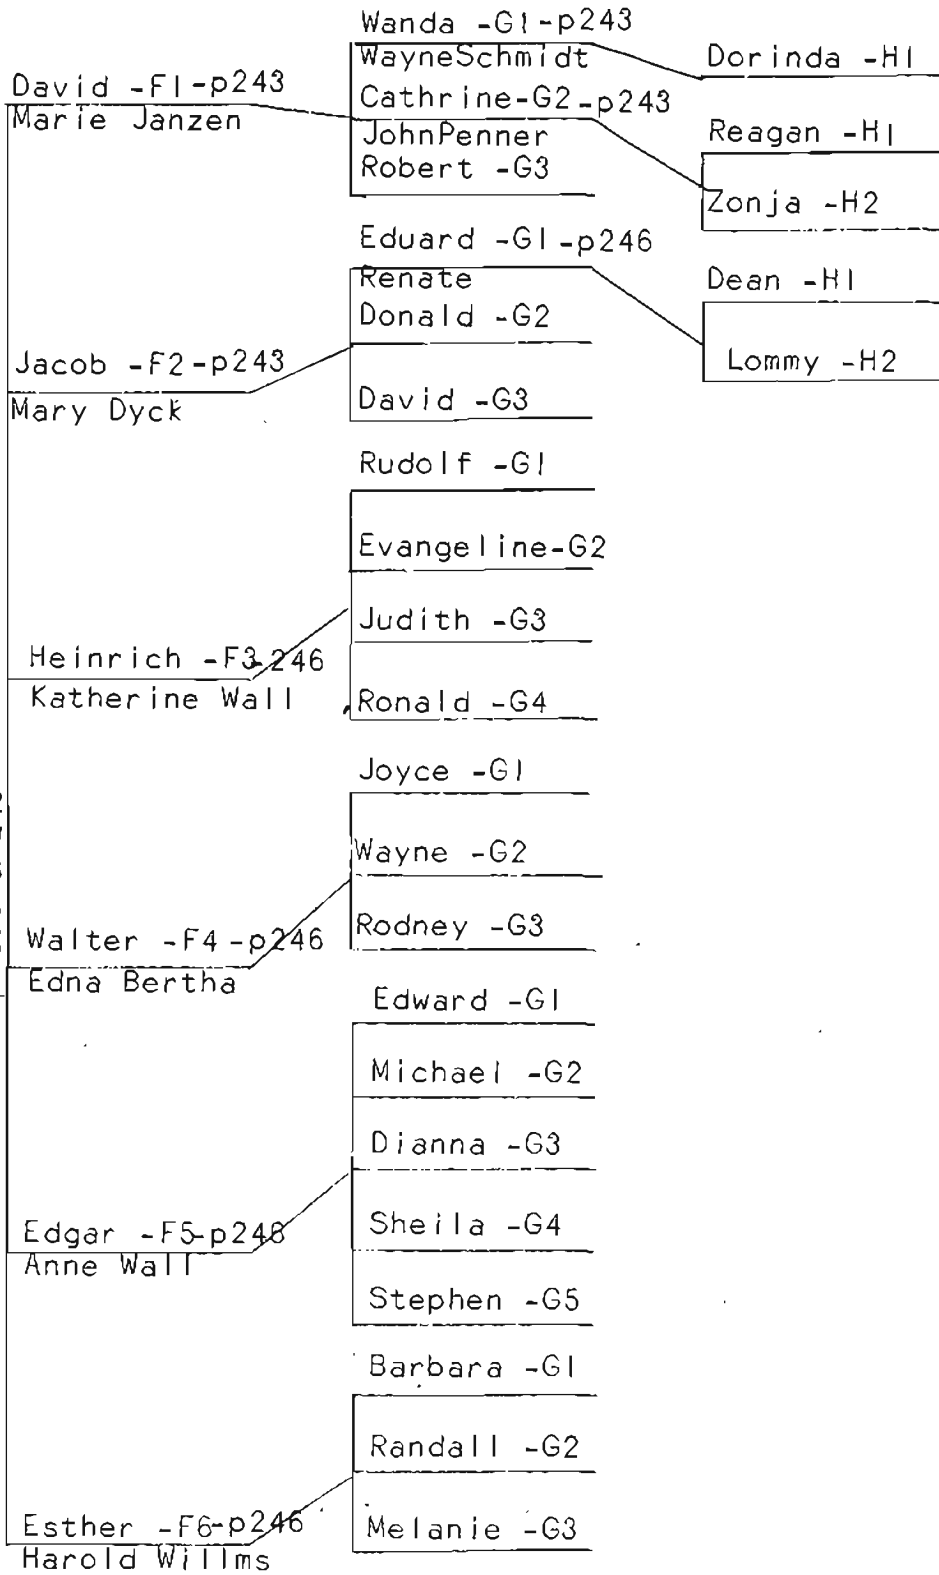 Wanda -G1-p243
WayneSchmidt
Dorinda -H1
David -F1-p243
Marie Janzen
Cathrine-G2-p243
JohnPenner
Reagan -H1
Robert -G3
Zonja -H2
Eduard -G1-p246
Renate
Dean -H1
Donald -G2
Jacob -F2-p243
Mary Dyck
Lommy -H2
David -G3
Rudolf -G1
Evangeline-G2
Judith -G3
Heinrich -F3-246
Katherine Wall
Ronald -G4
Joyce -G1
Wayne -G2
Rodney -G3
Walter -F4-p246
Edna Bertha
Edward -G1
Michael -G2
Dianna -G3
Edgar -F5-p246
Anne Wall
Sheila -G4
Stephen -G5
Barbara -G1
Randall -G2
Esther -F6-p246
Harold Willms
Melanie -G3